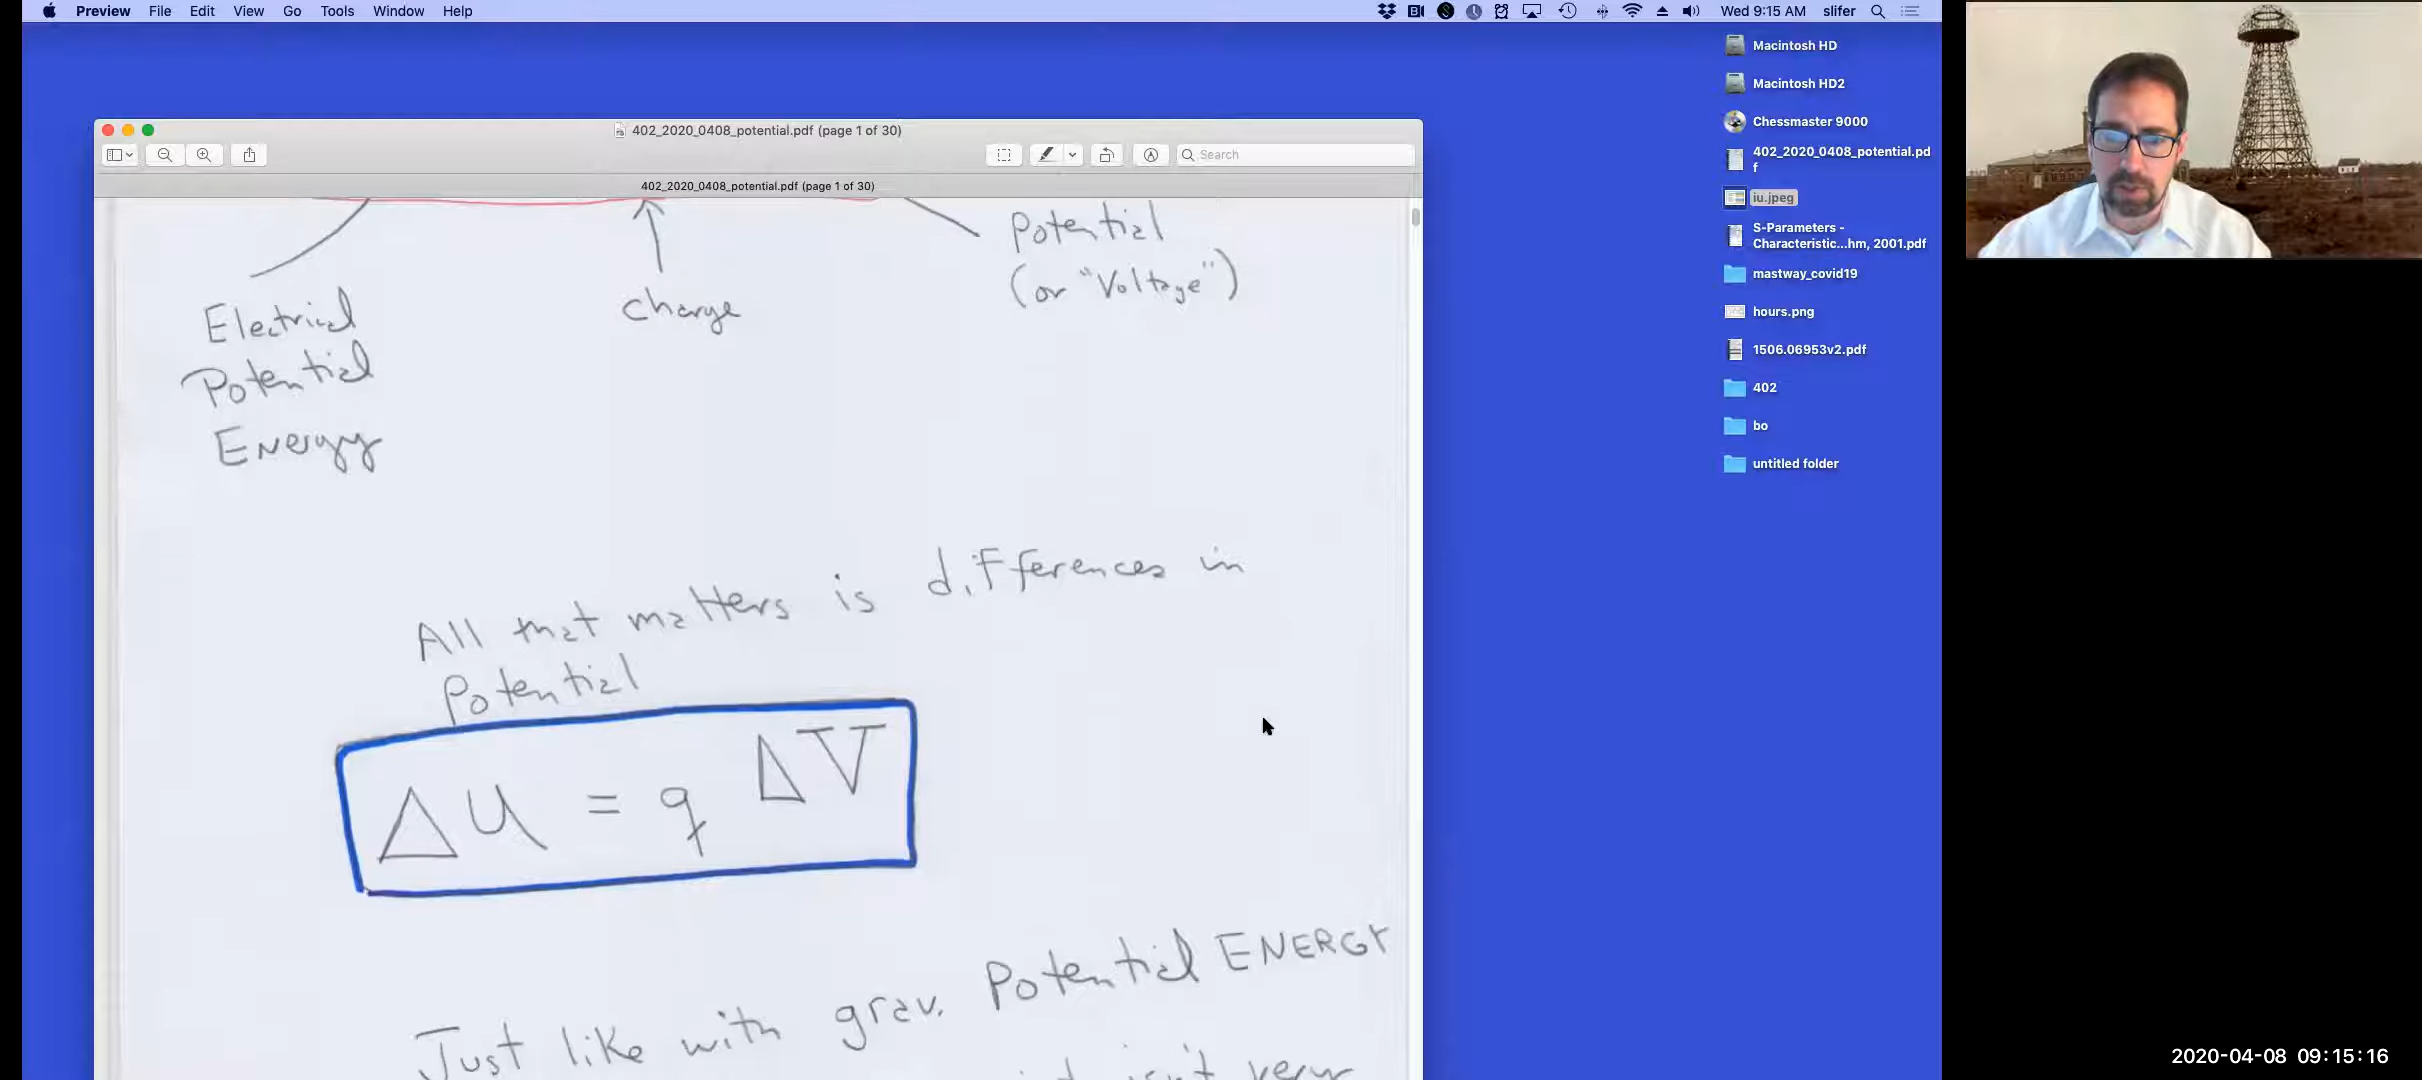 Preview File Edit View Go Tools Window Help
Wed 9:15 AM slifer
402_2020_0408_potential.pdf (page 1 of 30)
Search
402_2020_0408_potential.pdf (page 1 of 30)
Potential
(or "Voltage")
Charge
Electrical
Potential
Energy
All that matters is differences in
Potential
ΔU = q ΔV
Just like with grav. Potential ENERGY
isn't very
Macintosh HD
Macintosh HD2
Chessmaster 9000
402_2020_0408_potential.pd
f
iu.jpeg
S-Parameters -
Characteristic...hm, 2001.pdf
mastway_covid19
hours.png
1506.06953v2.pdf
402
bo
untitled folder
2020-04-08 09:15:16